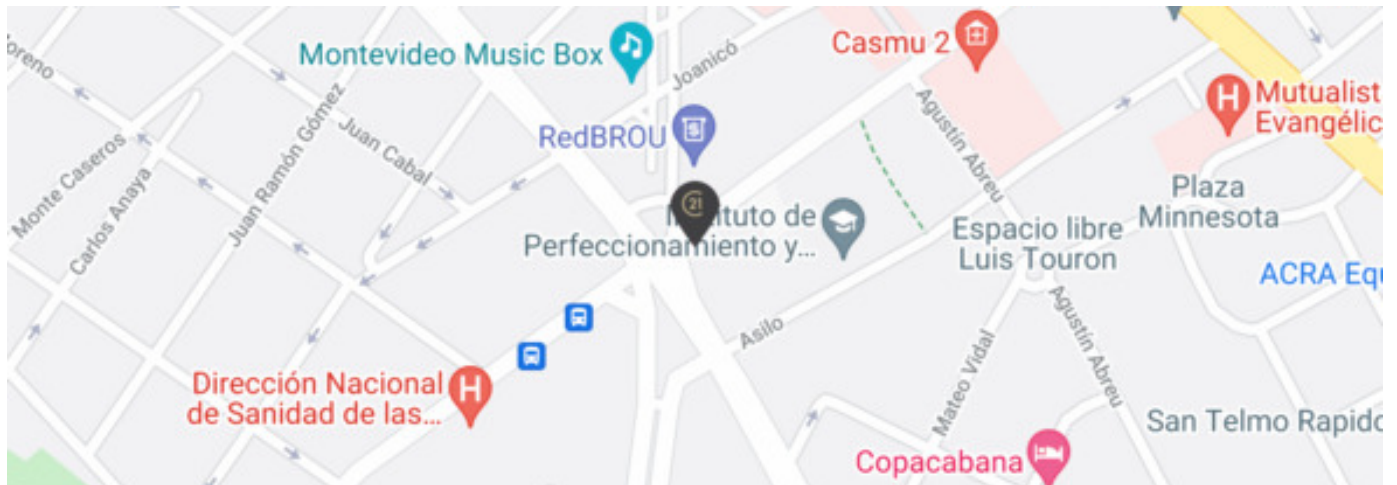 Montevideo Music Box
Casmu 2
Joanicó
Moreno
RedBROU
Juan Ramón Gómez
Juan Cabal
Agustín Abreu
Mutualist
Evangélic
Monte Caseros
Carlos Anaya
21
Plaza
Minnesota
tuto de
Perfeccionamiento y...
Espacio libre
Luis Touron
ACRA Equ
Asilo
Agustín Abreu
Mateo Vidal
Dirección Nacional
de Sanidad de las...
San Telmo Rapido
Copacabana